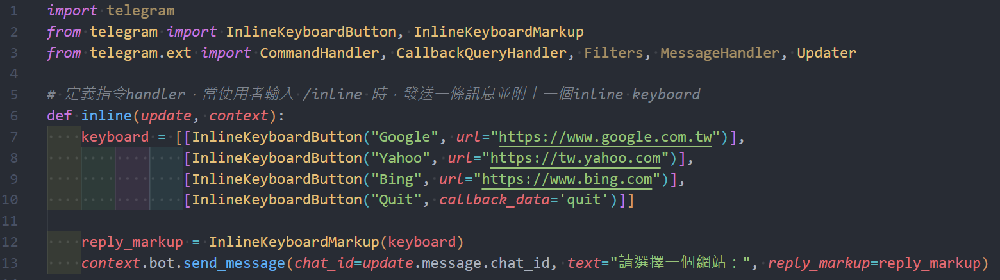 1 import telegram
2 from telegram import InlineKeyboardButton, InlineKeyboardMarkup
3 from telegram.ext import CommandHandler, CallbackQueryHandler, Filters, MessageHandler, Updater
4
5 # 定義指令handler，當使用者輸入 /inline 時，發送一條訊息並附上一個inline keyboard
6 def inline(update, context):
7     keyboard = [[InlineKeyboardButton("Google", url="https://www.google.com.tw")],
8                 [InlineKeyboardButton("Yahoo", url="https://tw.yahoo.com")],
9                 [InlineKeyboardButton("Bing", url="https://www.bing.com")],
10                 [InlineKeyboardButton("Quit", callback_data='quit')]]
11
12     reply_markup = InlineKeyboardMarkup(keyboard)
13     context.bot.send_message(chat_id=update.message.chat_id, text="請選擇一個網站：", reply_markup=reply_markup)